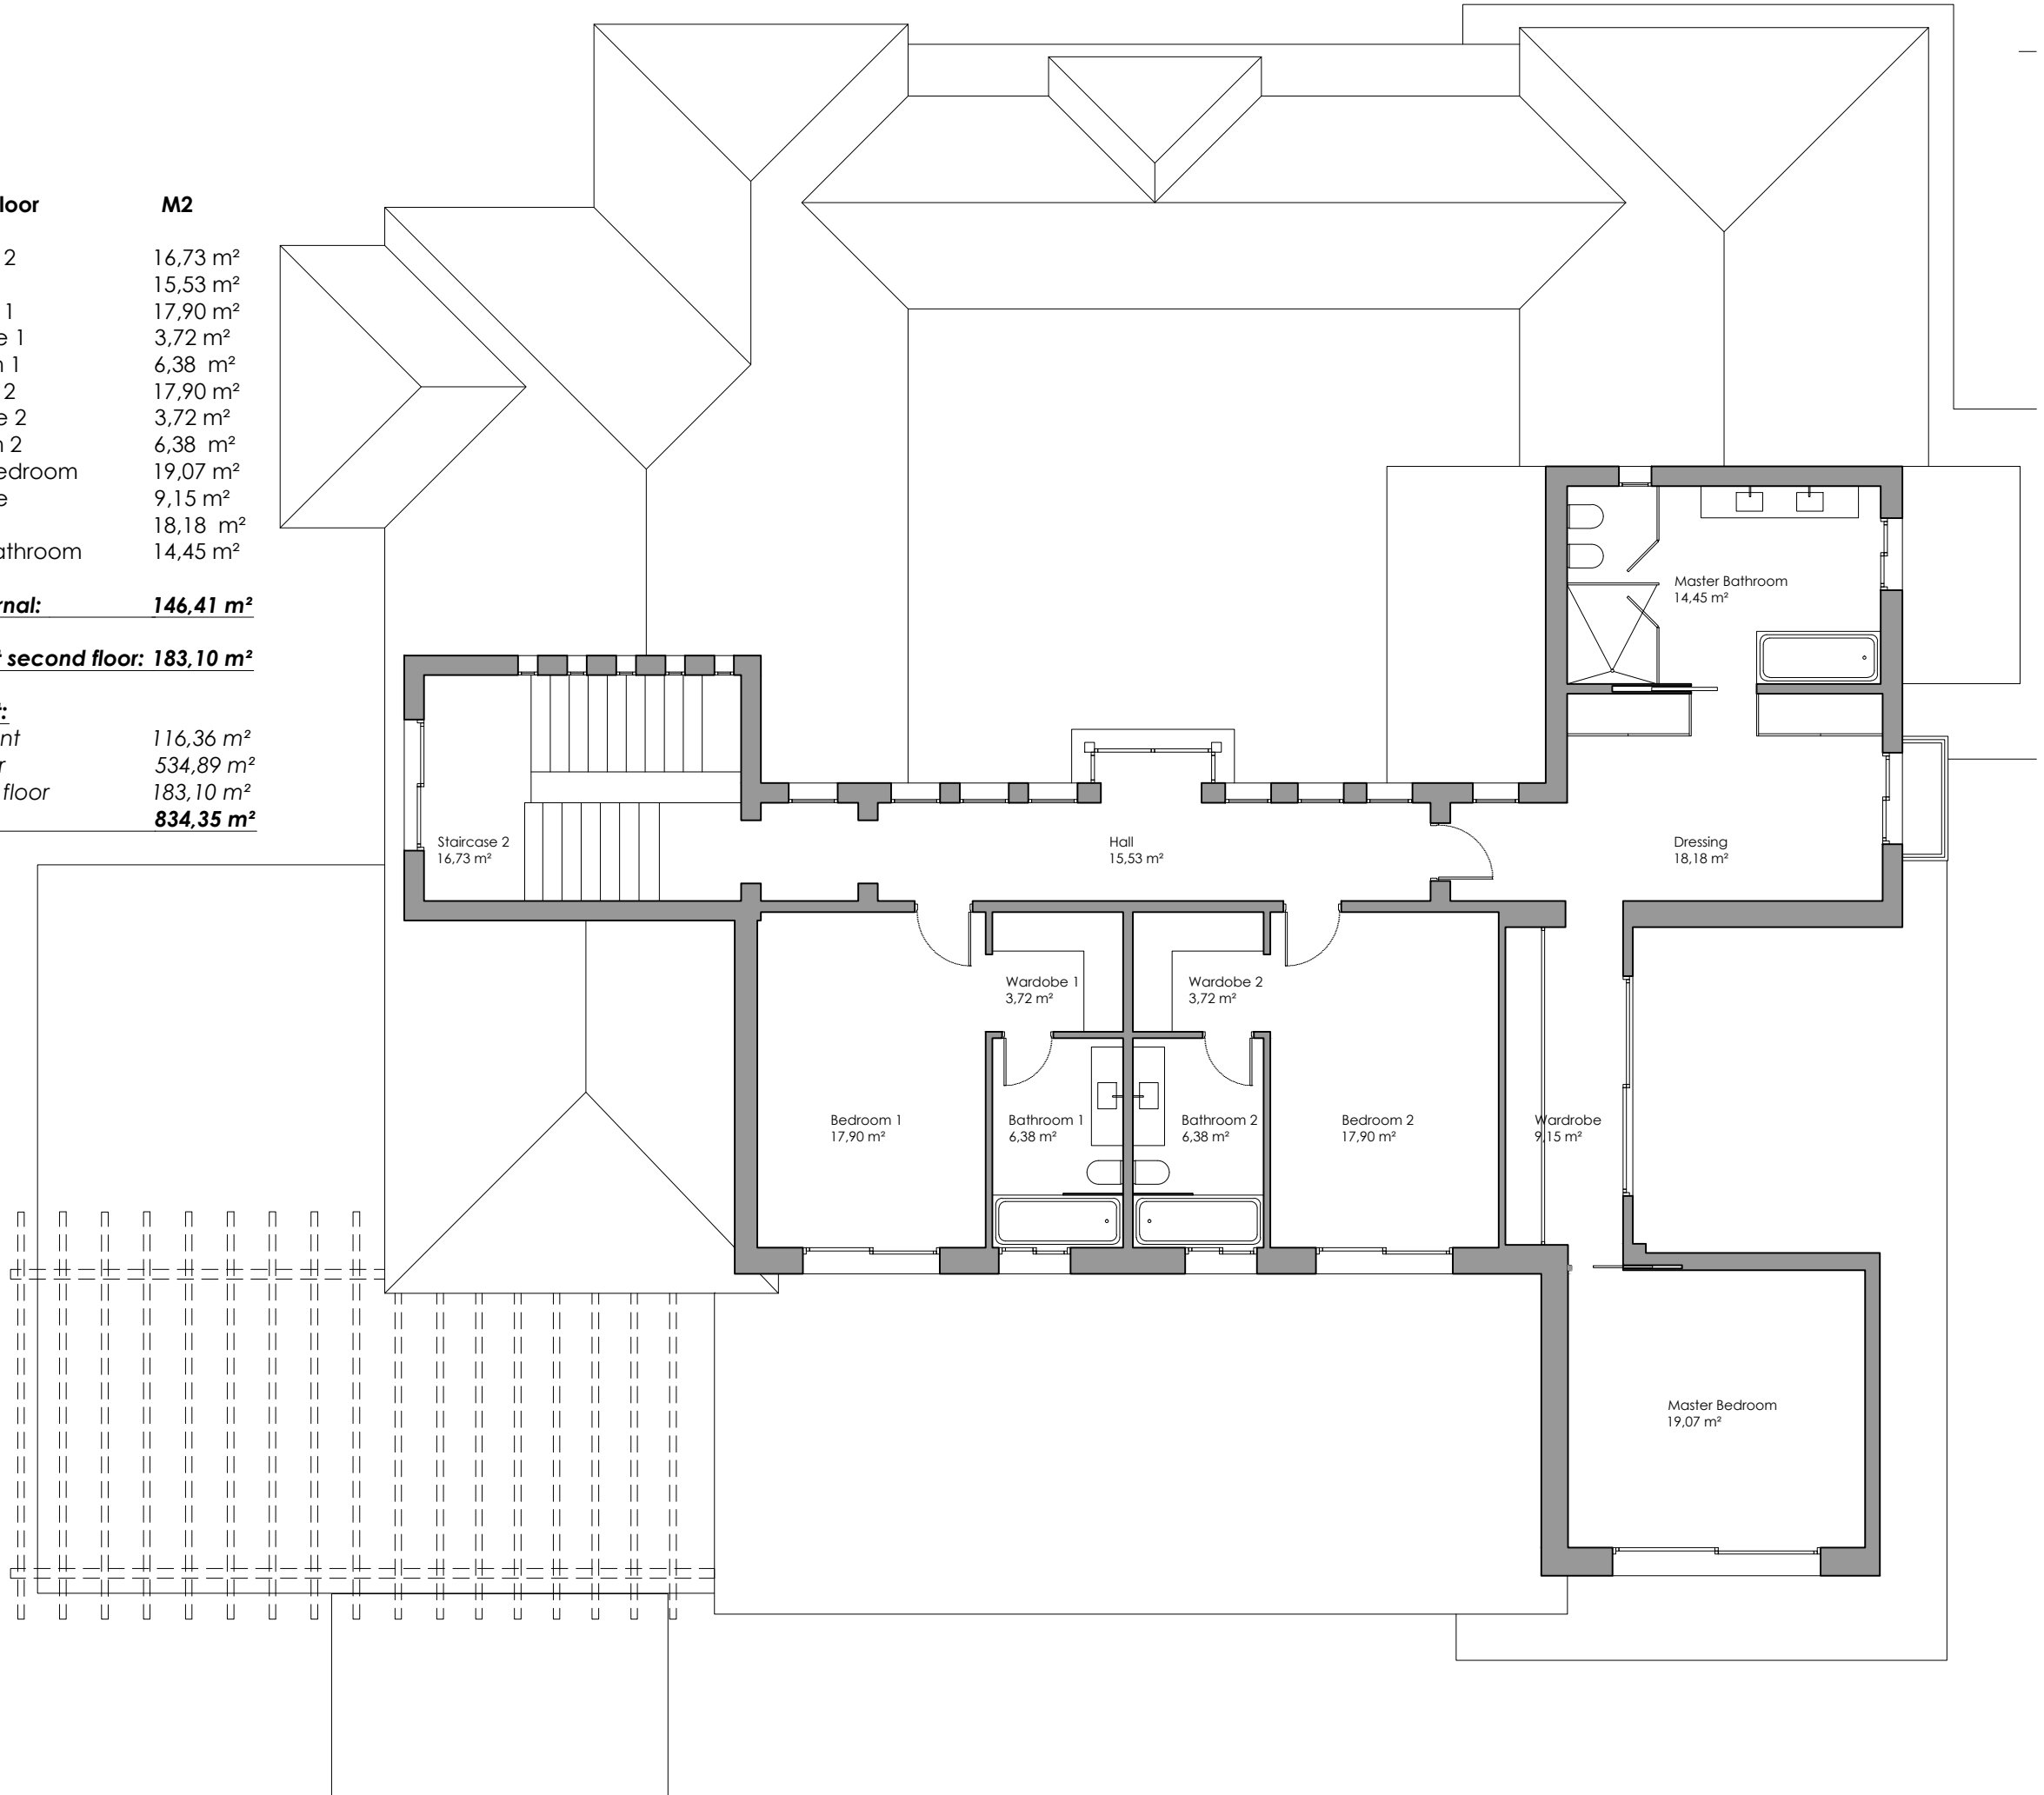 loor M2
2 16,73 m²
15,53 m²
1 17,90 m²
e 1 3,72 m²
n 1 6,38 m²
2 17,90 m²
e 2 3,72 m²
n 2 6,38 m²
edroom 19,07 m²
e 9,15 m²
18,18 m²
athroom 14,45 m²
rnal: 146,41 m²
second floor: 183,10 m²
:
nt 116,36 m²
r 534,89 m²
floor 183,10 m²
834,35 m²
Master Bathroom
14,45 m²
Staircase 2
16,73 m²
Hall
15,53 m²
Dressing
18,18 m²
Wardobe 1
3,72 m²
Wardobe 2
3,72 m²
Bedroom 1
17,90 m²
Bathroom 1
6,38 m²
Bathroom 2
6,38 m²
Bedroom 2
17,90 m²
Wardrobe
9,15 m²
Master Bedroom
19,07 m²